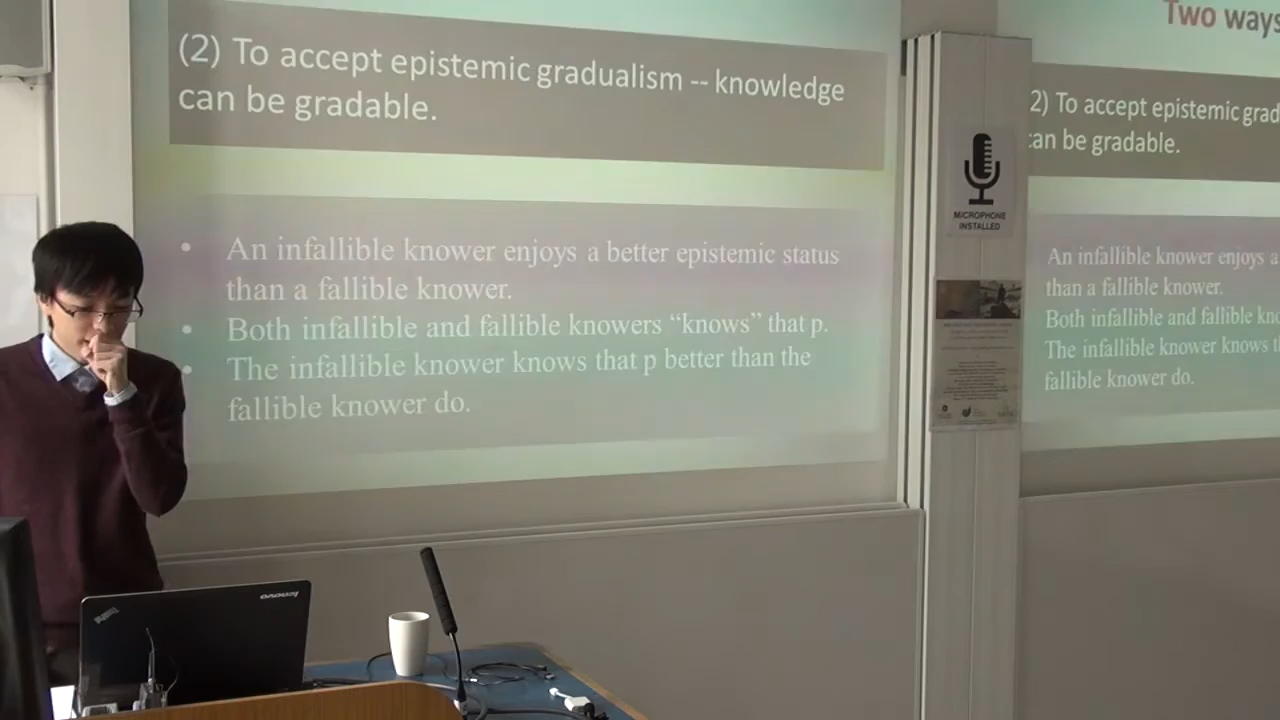 (2) To accept epistemic gradualism -- knowledge
can be gradable.
• An infallible knower enjoys a better epistemic status
than a fallible knower.
• Both infallible and fallible knowers “knows” that p.
• The infallible knower knows that p better than the
fallible knower do.
MICROPHONE
INSTALLED
Two ways
2) To accept epistemic grad
can be gradable.
An infallible knower enjoys a
than a fallible knower.
Both infallible and fallible kno
The infallible knower knows t
fallible knower do.
ThinkPad
lenovo